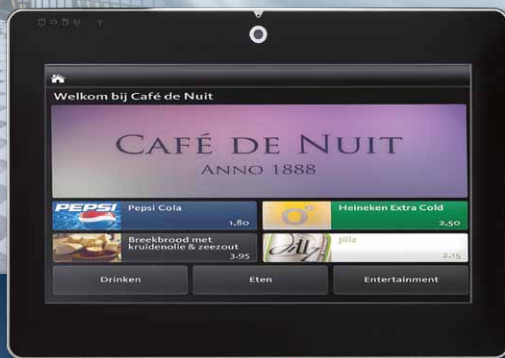 Welkom bij Café de Nuit
CAFÉ DE NUIT
ANNO 1888
PEPSI
Pepsi Cola
1,80
Heineken Extra Cold
2,50
Breekbrood met
kruidenolie & zeezout
3.95
Jillz
Jillz
2,15
Drinken
Eten
Entertainment